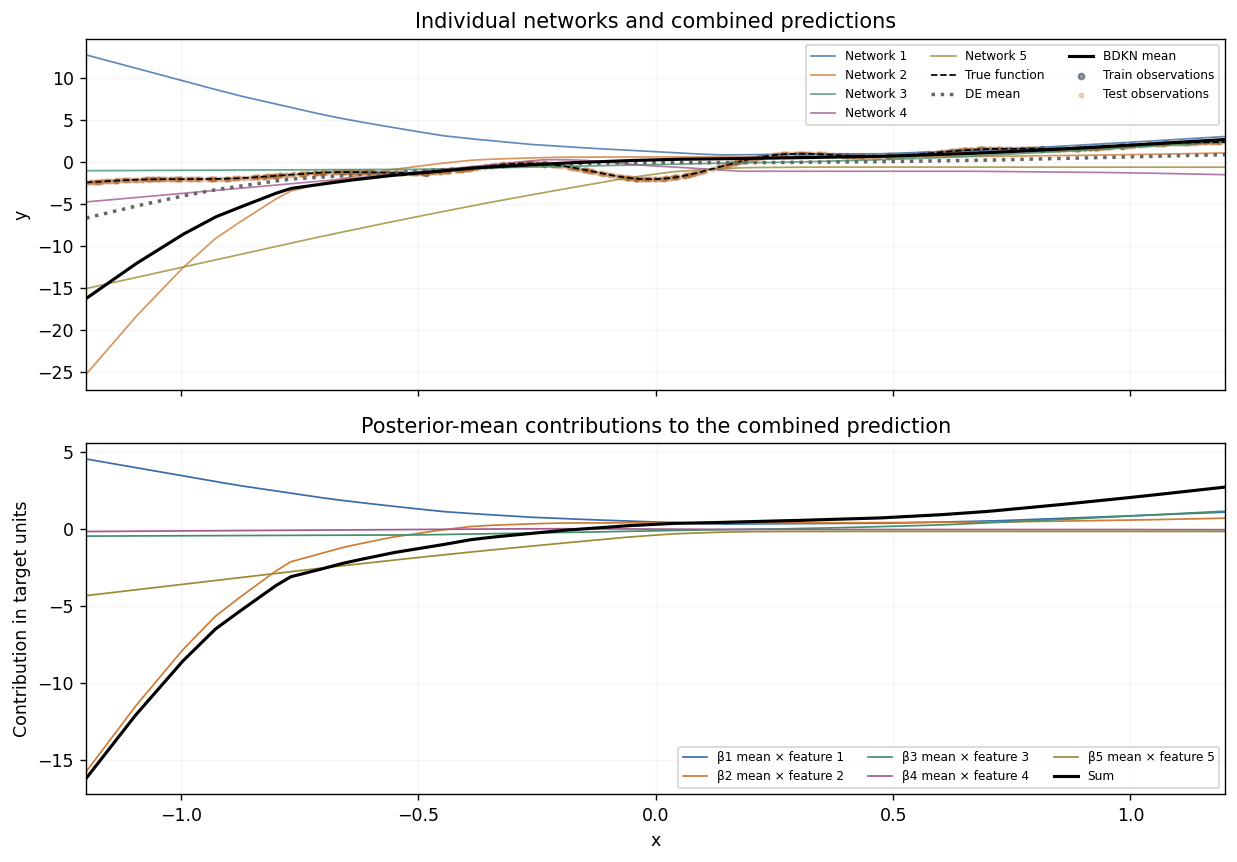 Individual networks and combined predictions
Network 1
Network 2
Network 3
Network 4
Network 5
True function
DE mean
BDKN mean
Train observations
Test observations
10
5
0
−5
−10
−15
−20
−25
y
Posterior-mean contributions to the combined prediction
5
0
−5
−10
−15
Contribution in target units
β1 mean × feature 1
β2 mean × feature 2
β3 mean × feature 3
β4 mean × feature 4
β5 mean × feature 5
Sum
−1.0
−0.5
0.0
0.5
1.0
x